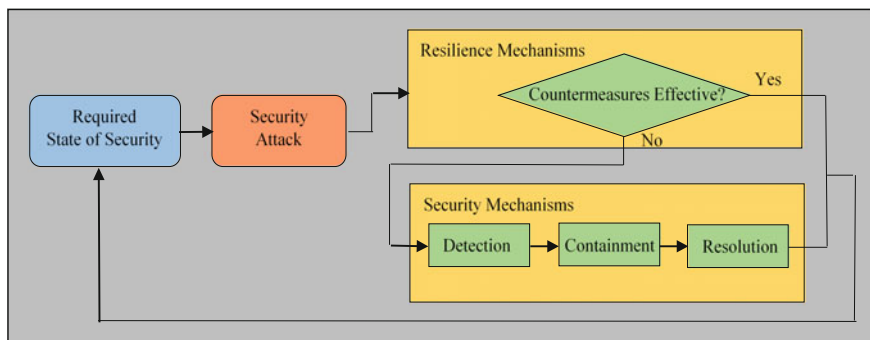 Resilience Mechanisms
Countermeasures Effective?
Yes
No
Required
State of Security
Security
Attack
Security Mechanisms
Detection
Containment
Resolution